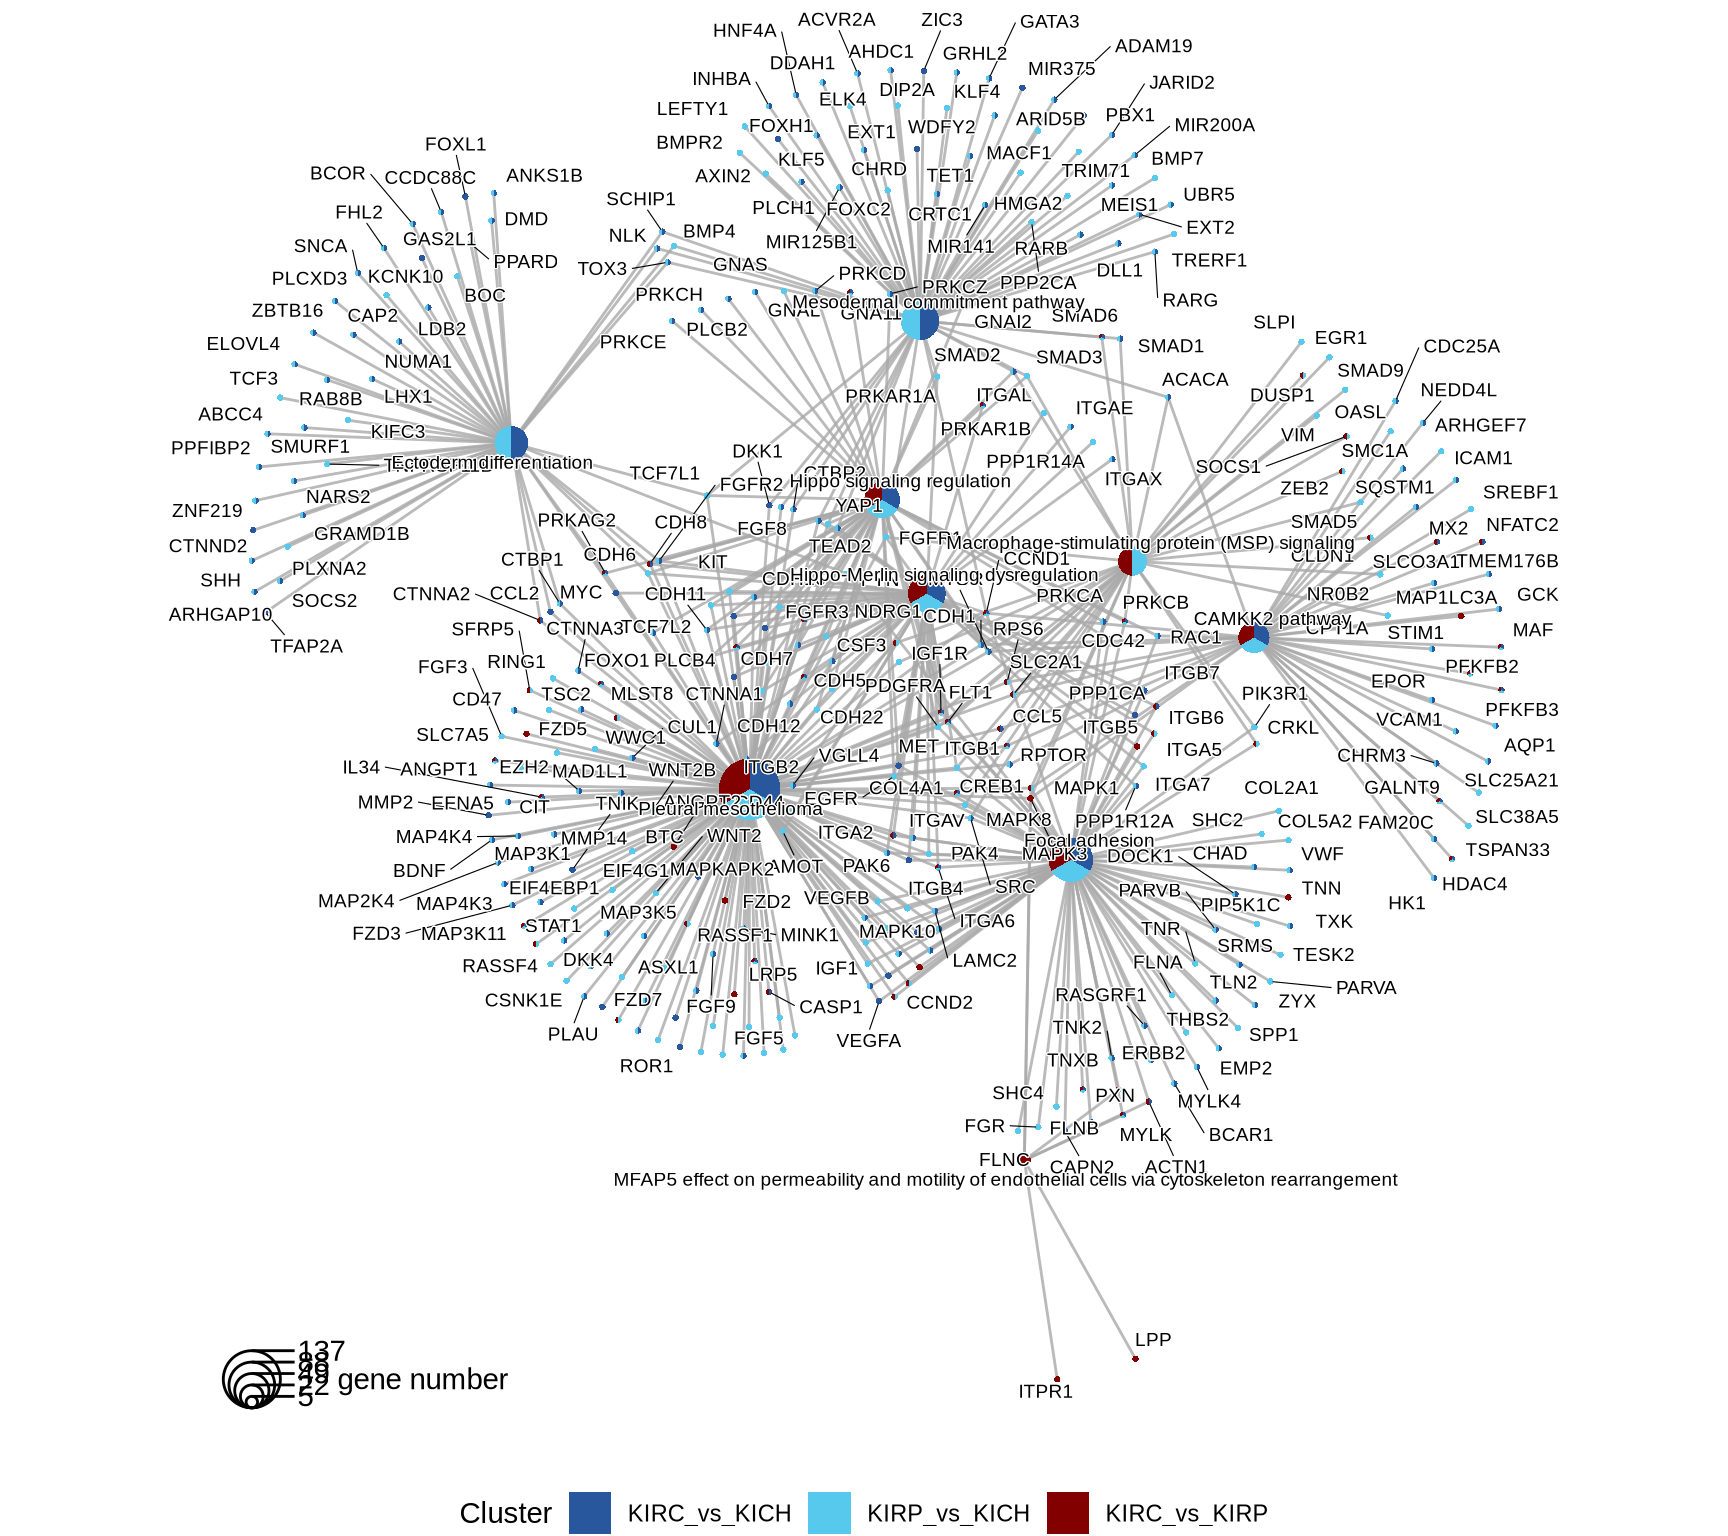 ACVR2A ZIC3 GATA3
HNF4A AHDC1 GRHL2 ADAM19
DDAH1 MIR375
INHBA DIP2A KLF4 JARID2
LEFTY1 ELK4 ARID5B PBX1
FOXH1 EXT1 WDFY2 MIR200A
FOXL1 BMPR2 KLF5 MACF1 BMP7
BCOR CCDC88C ANKS1B AXIN2 CHRD TET1 TRIM71
SCHIP1 PLCH1 FOXC2 CRTC1 HMGA2 MEIS1 UBR5
FHL2 DMD EXT2
GAS2L1 NLK BMP4 MIR125B1 MIR141 RARB
SNCA PPARD TOX3 GNAS PRKCD DLL1 TRERF1
PLCXD3 KCNK10 BOC PRKCH PRKCZ PPP2CA
Mesodermal commitment pathway RARG
ZBTB16 CAP2 LDB2 PLCB2 GNAL GNA11 GNAI2 SMAD6 SLPI
ELOVL4 NUMA1 PRKCE SMAD2 SMAD3 SMAD1 EGR1 CDC25A
TCF3 RAB8B LHX1 PRKAR1A ITGAL ACACA SMAD9 NEDD4L
ABCC4 KIFC3 ITGAE DUSP1 OASL ARHGEF7
PPFIBP2 SMURF1 PRKAR1B VIM SMC1A ICAM1
Ectoderm differentiation DKK1 CTBP2 PPP1R14A SOCS1
TCF7L1 FGFR2 Hippo signaling regulation ITGAX ZEB2 SQSTM1 SREBF1
ZNF219 NARS2 YAP1
PRKAG2 CDH8 FGF8 FGFR1 SMAD5 MX2 NFATC2
CTNND2 GRAMD1B TEAD2 Macrophage-stimulating protein (MSP) signaling
CTBP1 CDH6 KIT CCND1 CLDN1 SLCO3A1 TMEM176B
SHH PLXNA2 Hippo-Merlin signaling dysregulation
CTNNA2 CCL2 MYC CDH11 PRKCA PRKCB NR0B2 MAP1LC3A GCK
ARHGAP10 SOCS2 FGFR3 NDRG1 CDH1 CAMKK2 pathway
SFRP5 CTNNA3 TCF7L2 RPS6 CDC42 RAC1 CPT1A STIM1 MAF
TFAP2A CSF3 IGF1R
FGF3 RING1 FOXO1 PLCB4 CDH7 SLC2A1 PFKFB2
CDH5 PDGFRA FLT1 ITGB7 EPOR
CD47 TSC2 MLST8 CTNNA1 PPP1CA PIK3R1 PFKFB3
SLC7A5 FZD5 CUL1 CDH12 CDH22 CCL5 ITGB5 ITGB6 CRKL VCAM1
WWC1 MET ITGB1 RPTOR ITGA5 AQP1
IL34 ANGPT1 EZH2 MAD1L1 WNT2B ITGB2 VGLL4 CHRM3
COL4A1 CREB1 MAPK1 ITGA7 COL2A1 GALNT9 SLC25A21
MMP2 EFNA5 CIT TNIK ANGPT2 CD44 EGFR
Pleural mesothelioma ITGAV MAPK8 PPP1R12A SHC2 COL5A2 FAM20C SLC38A5
MAP4K4 MMP14 BTC WNT2 ITGA2 Focal adhesion
MAP3K1 PAK4 MAPK3 DOCK1 CHAD VWF TSPAN33
BDNF EIF4G1 MAPKAPK2 AMOT PAK6
EIF4EBP1 ITGB4 SRC PARVB TNN HDAC4
MAP2K4 MAP4K3 MAP3K5 FZD2 VEGFB PIP5K1C HK1
FZD3 MAP3K11 STAT1 RASSF1 MINK1 MAPK10 ITGA6 TNR TXK
SRMS
RASSF4 DKK4 ASXL1 LRP5 IGF1 LAMC2 FLNA TESK2
CSNK1E FZD7 FGF9 CASP1 CCND2 RASGRF1 TLN2 PARVA
ZYX
PLAU FGF5 VEGFA TNK2 THBS2 SPP1
ROR1 TNXB ERBB2 EMP2
SHC4 PXN MYLK4
FGR FLNB MYLK BCAR1
FLNC CAPN2 ACTN1
MFAP5 effect on permeability and motility of endothelial cells via cytoskeleton rearrangement
LPP
ITPR1
137
5
gene number
Cluster KIRC_vs_KICH KIRP_vs_KICH KIRC_vs_KIRP